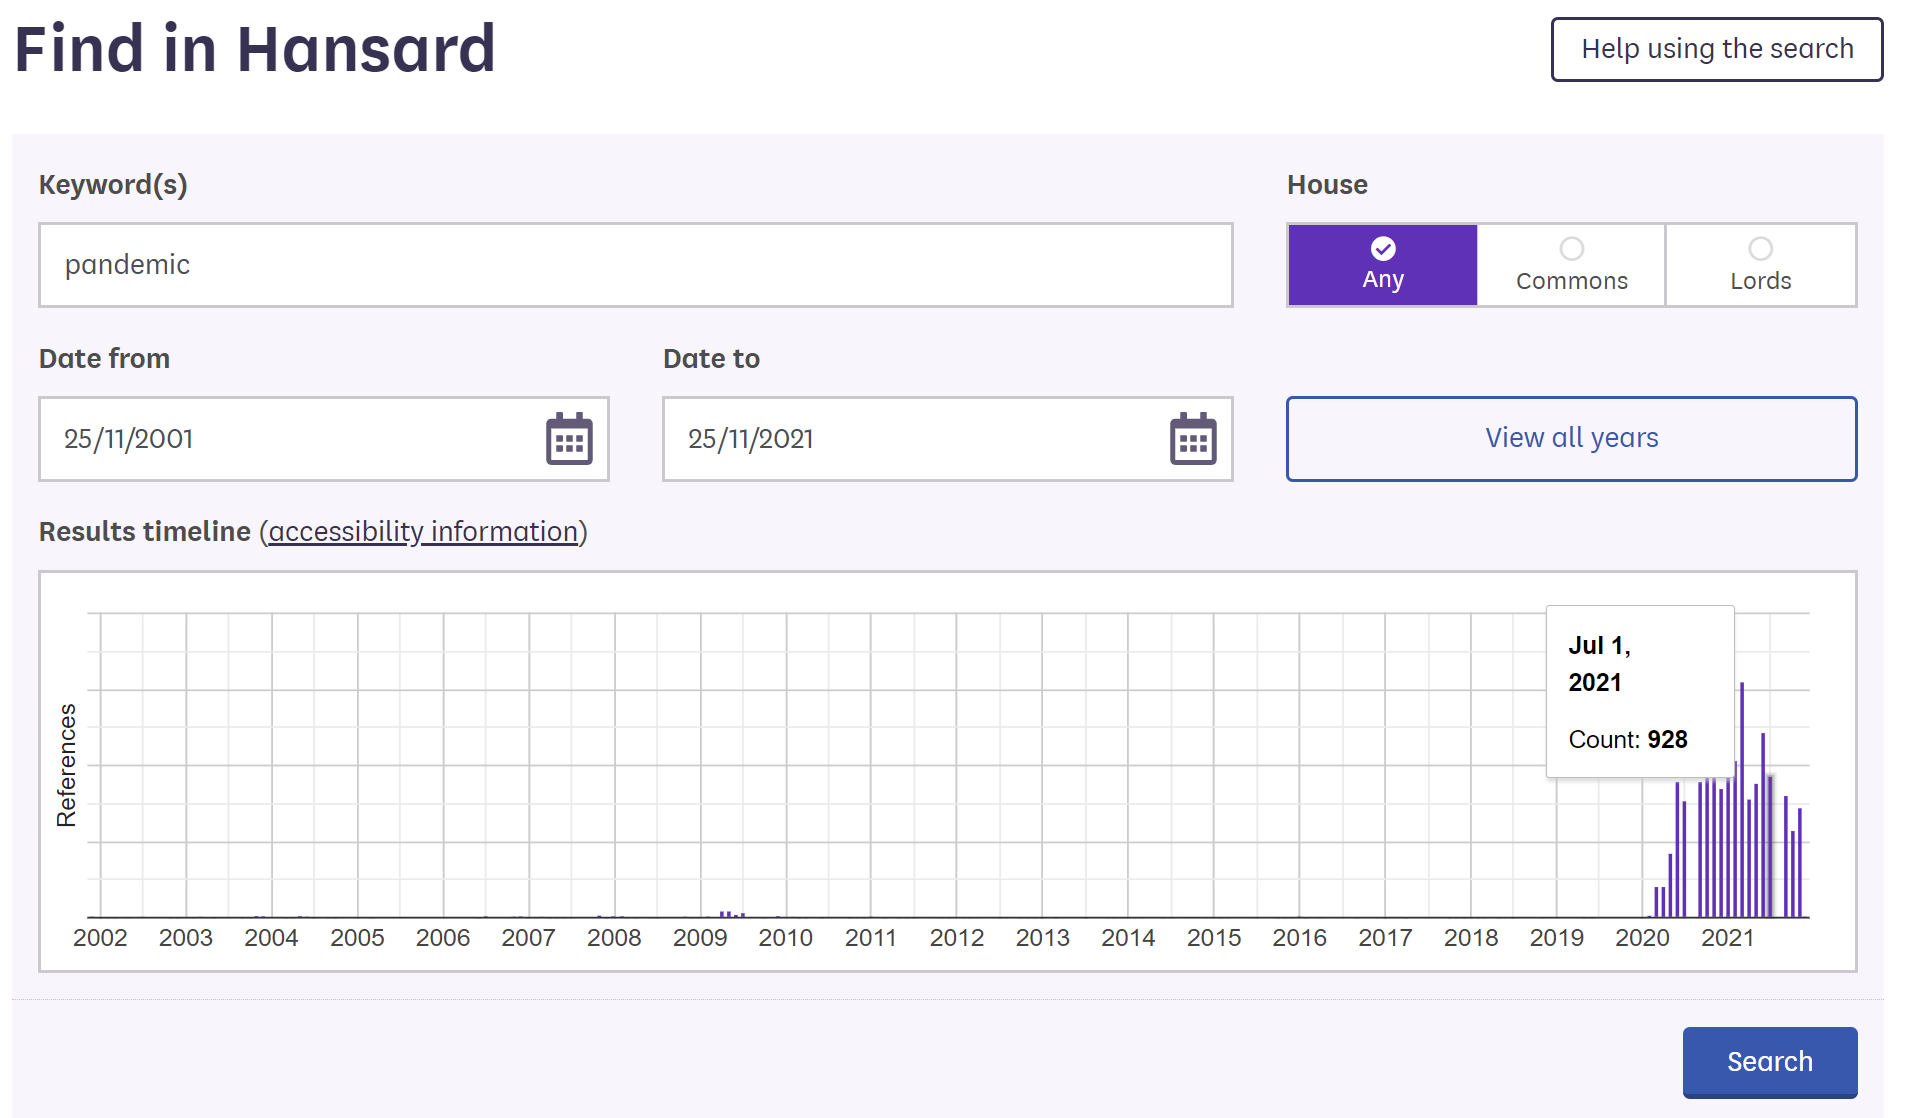 Find in Hansard
Help using the search
Keyword(s)
House
pandemic
Any
Commons
Lords
Date from
Date to
25/11/2001
25/11/2021
View all years
Results timeline (accessibility information)
References
Jul 1,
2021
Count: 928
2002 2003 2004 2005 2006 2007 2008 2009 2010 2011 2012 2013 2014 2015 2016 2017 2018 2019 2020 2021
Search